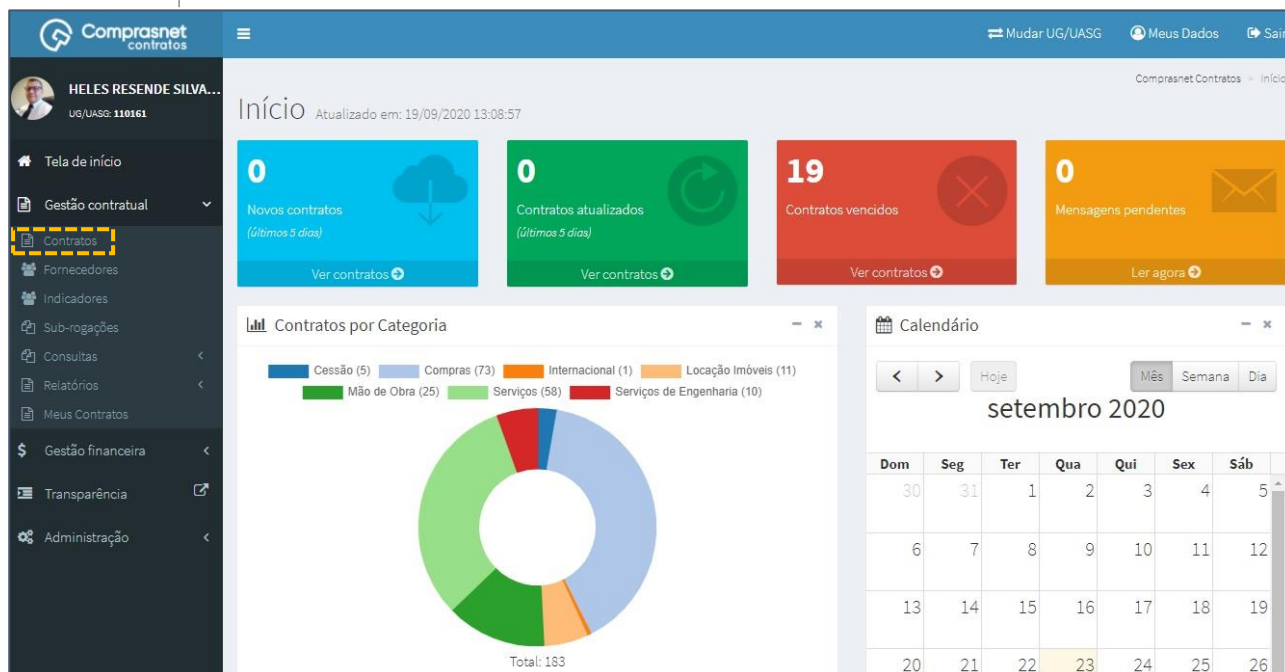 Comprasnet
contratos
Mudar UG/UASG
Meus Dados
Sair
HELES RESENDE SILVA...
UG/UASG: 110161
Tela de início
Gestão contratual
Contratos
Fornecedores
Indicadores
Sub-rogações
Consultas
Relatórios
Meus Contratos
Gestão financeira
Transparência
Administração
Comprasnet Contratos > Início
Início Atualizado em: 19/09/2020 13:08:57
0
Novos contratos
(últimos 5 dias)
Ver contratos
0
Contratos atualizados
(últimos 5 dias)
Ver contratos
19
Contratos vencidos
Ver contratos
0
Mensagens pendentes
Ler agora
Contratos por Categoria
Cessão (5) Compras (73) Internacional (1) Locação Imóveis (11)
Mão de Obra (25) Serviços (58) Serviços de Engenharia (10)
Total: 183
Calendário
Hoje
Mês Semana Dia
setembro 2020
Dom Seg Ter Qua Qui Sex Sáb
30 31 1 2 3 4 5
6 7 8 9 10 11 12
13 14 15 16 17 18 19
20 21 22 23 24 25 26